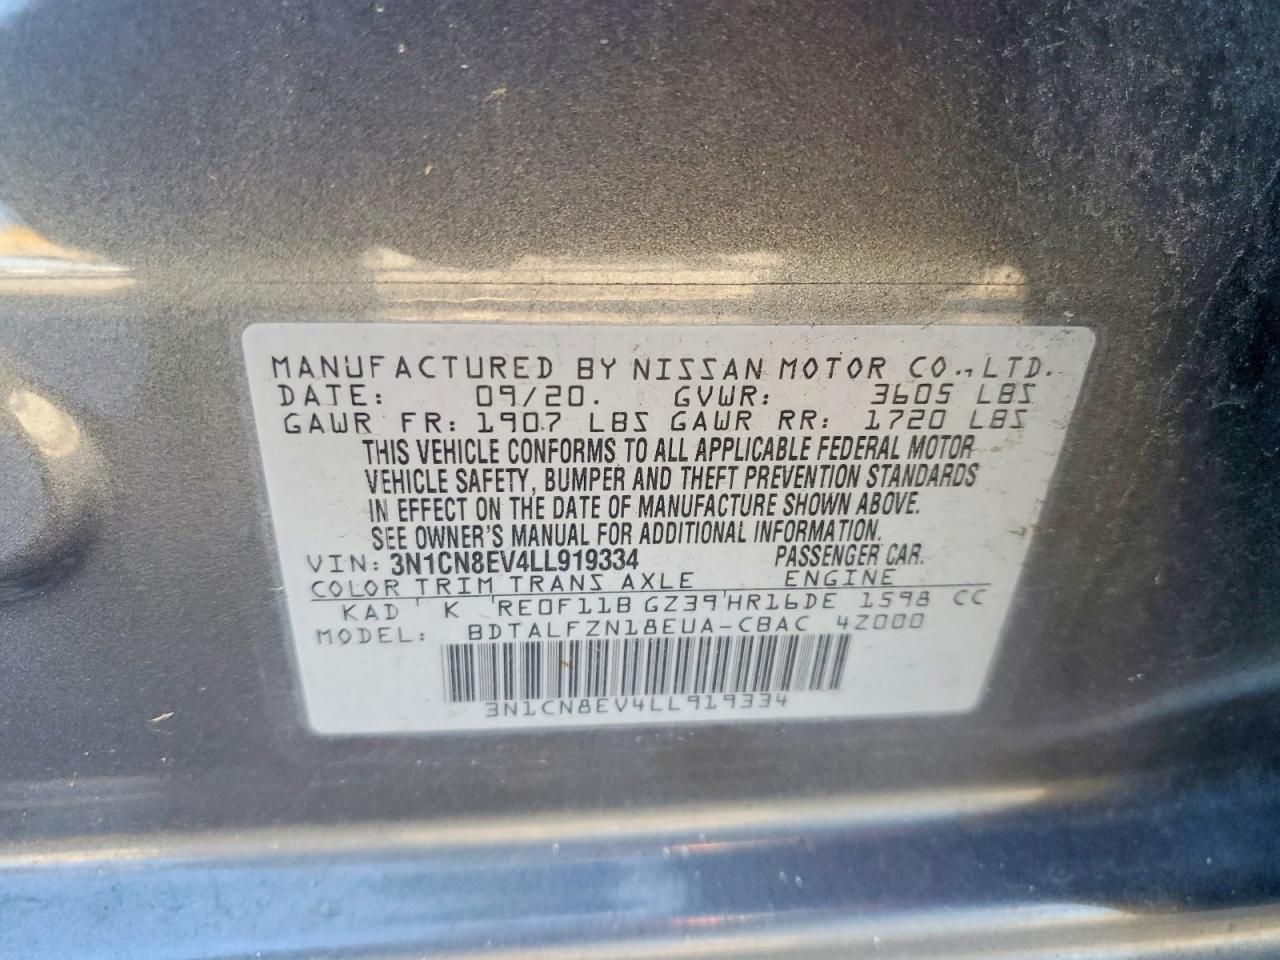 MANUFACTURED BY NISSAN MOTOR CO., LTD.
DATE: 09/20. GVWR: 3605 LBS
GAWR FR: 1907 LBS GAWR RR: 1720 LBS
THIS VEHICLE CONFORMS TO ALL APPLICABLE FEDERAL MOTOR
VEHICLE SAFETY, BUMPER AND THEFT PREVENTION STANDARDS
IN EFFECT ON THE DATE OF MANUFACTURE SHOWN ABOVE.
SEE OWNER'S MANUAL FOR ADDITIONAL INFORMATION.
VIN: 3N1CN8EV4LL919334 PASSENGER CAR.
COLOR TRIM TRANS AXLE ENGINE
KAD K RE0F11B GZ39 HR16DE 1598 CC
MODEL: BDTALFZN18EUA-CBAC 4Z000
3N1CN8EV4LL919334